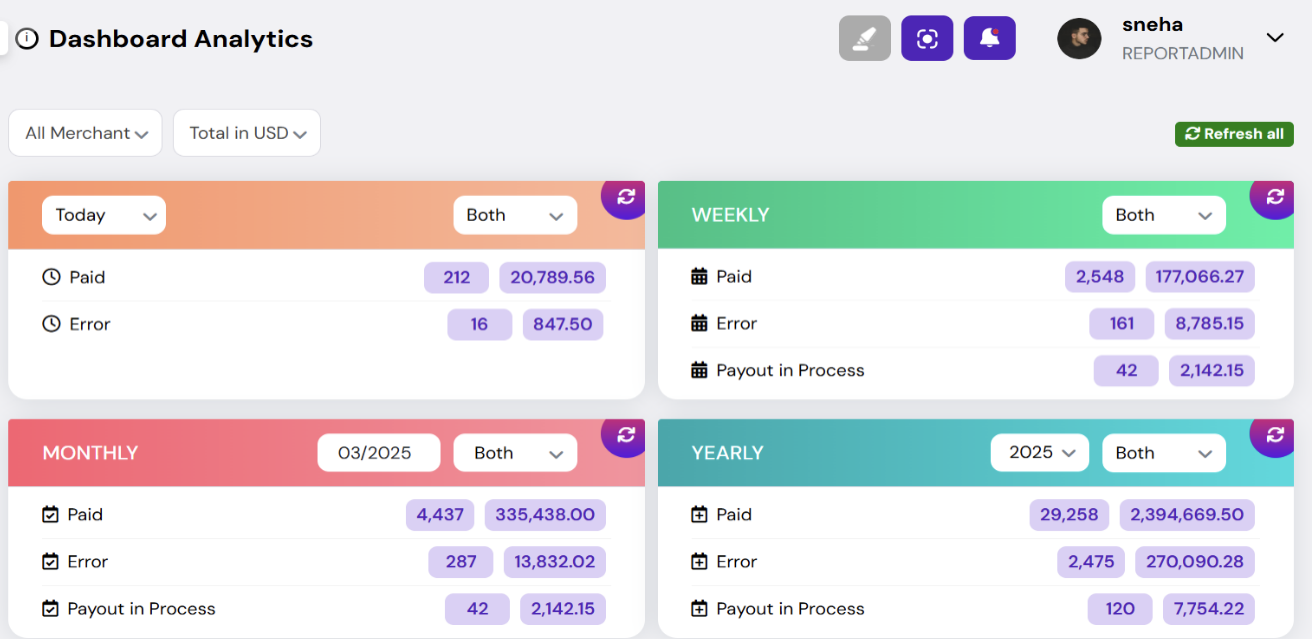 Dashboard Analytics
sneha
REPORTADMIN
All Merchant
Total in USD
Refresh all
Today
Both
Paid 212 20,789.56
Error 16 847.50
WEEKLY
Both
Paid 2,548 177,066.27
Error 161 8,785.15
Payout in Process 42 2,142.15
MONTHLY
03/2025
Both
Paid 4,437 335,438.00
Error 287 13,832.02
Payout in Process 42 2,142.15
YEARLY
2025
Both
Paid 29,258 2,394,669.50
Error 2,475 270,090.28
Payout in Process 120 7,754.22